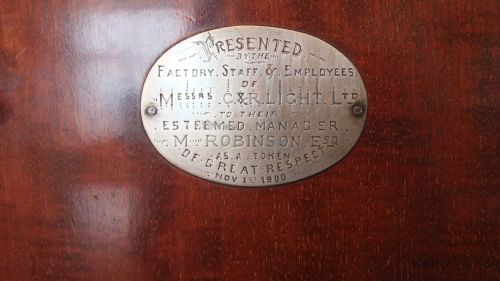 PRESENTED
BY THE
FACTORY. STAFF. & EMPLOYEES.
OF
MESSRS. C & R. LIGHT. LTD
TO. THEIR
ESTEEMED. MANAGER
M. ROBINSON. ESQ
AS. A. TOKEN
OF. GREAT. RESPECT
NOV 1st 1900